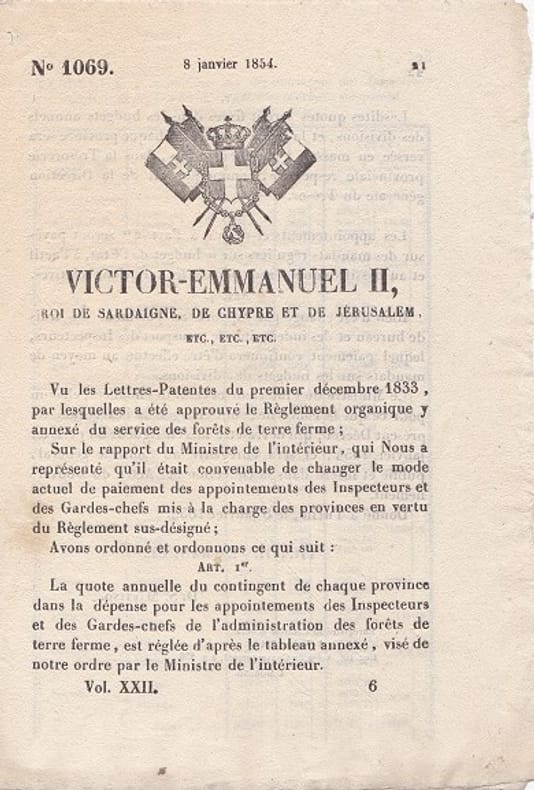 No 1069.
8 janvier 1854.
21
VICTOR-EMMANUEL II,
ROI DE SARDAIGNE, DE CHYPRE ET DE JÉRUSALEM,
ETC., ETC., ETC.
Vu les Lettres-Patentes du premier décembre 1833,
par lesquelles a été approuvé le Règlement organique y
annexé du service des forêts de terre ferme;
Sur le rapport du Ministre de l'intérieur, qui Nous a
représenté qu'il était convenable de changer le mode
actuel de paiement des appointements des Inspecteurs et
des Gardes-chefs mis à la charge des provinces en vertu
du Règlement sus-désigné;
Avons ordonné et ordonnons ce qui suit :
ART. 1er.
La quote annuelle du contingent de chaque province
dans la dépense pour les appointements des Inspecteurs
et des Gardes-chefs de l'administration des forêts de
terre ferme, est réglée d'après le tableau annexé, visé de
notre ordre par le Ministre de l'intérieur.
Vol. XXII.
6